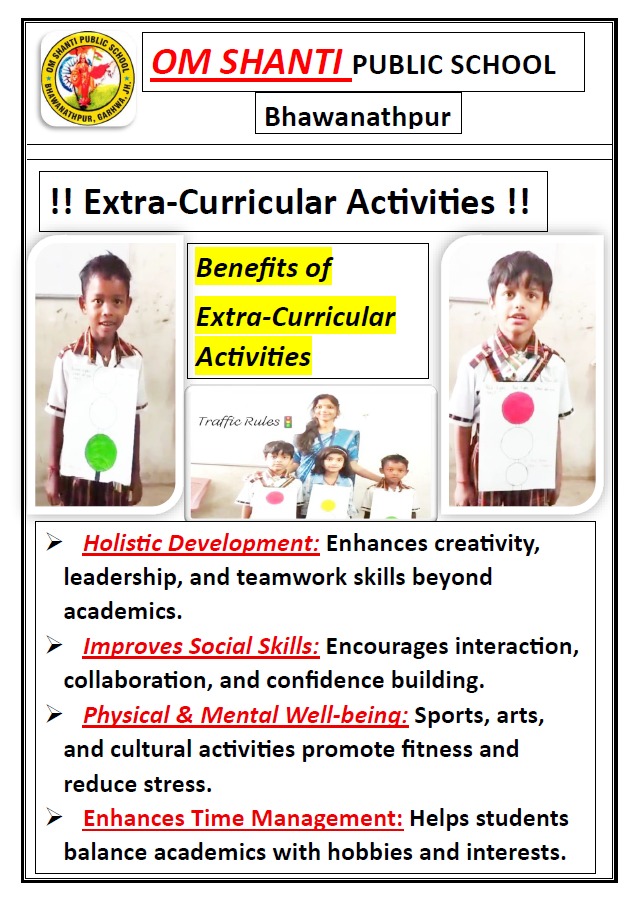 OM SHANTI PUBLIC SCHOOL
BHAWANATHPUR, GARHWA, JH.
OM SHANTI PUBLIC SCHOOL
Bhawanathpur
!! Extra-Curricular Activities !!
Benefits of
Extra-Curricular
Activities
Traffic Rules🚦
➢ Holistic Development: Enhances creativity,
leadership, and teamwork skills beyond
academics.
➢ Improves Social Skills: Encourages interaction,
collaboration, and confidence building.
➢ Physical & Mental Well-being: Sports, arts,
and cultural activities promote fitness and
reduce stress.
➢ Enhances Time Management: Helps students
balance academics with hobbies and interests.